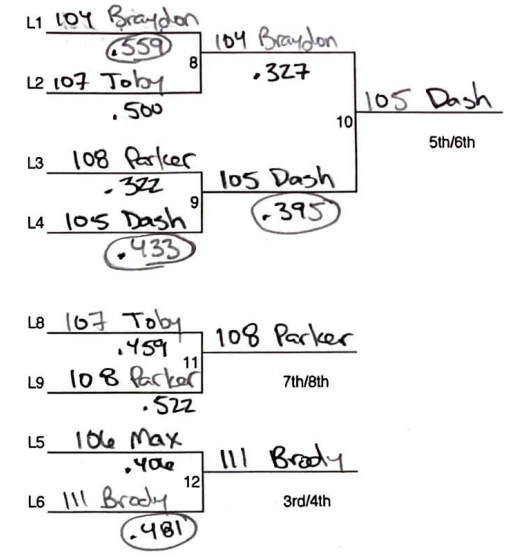 L1 104 Braydon
.559
104 Braydon
8
L2 107 Toby
.327
.500
105 Dash
10
5th/6th
L3 108 Parker
.322
105 Dash
9
L4 105 Dash
.395
.433
L8 107 Toby
.459
108 Parker
11
L9 108 Parker
7th/8th
.522
L5 106 Max
.406
111 Brody
12
L6 111 Brody
3rd/4th
.481